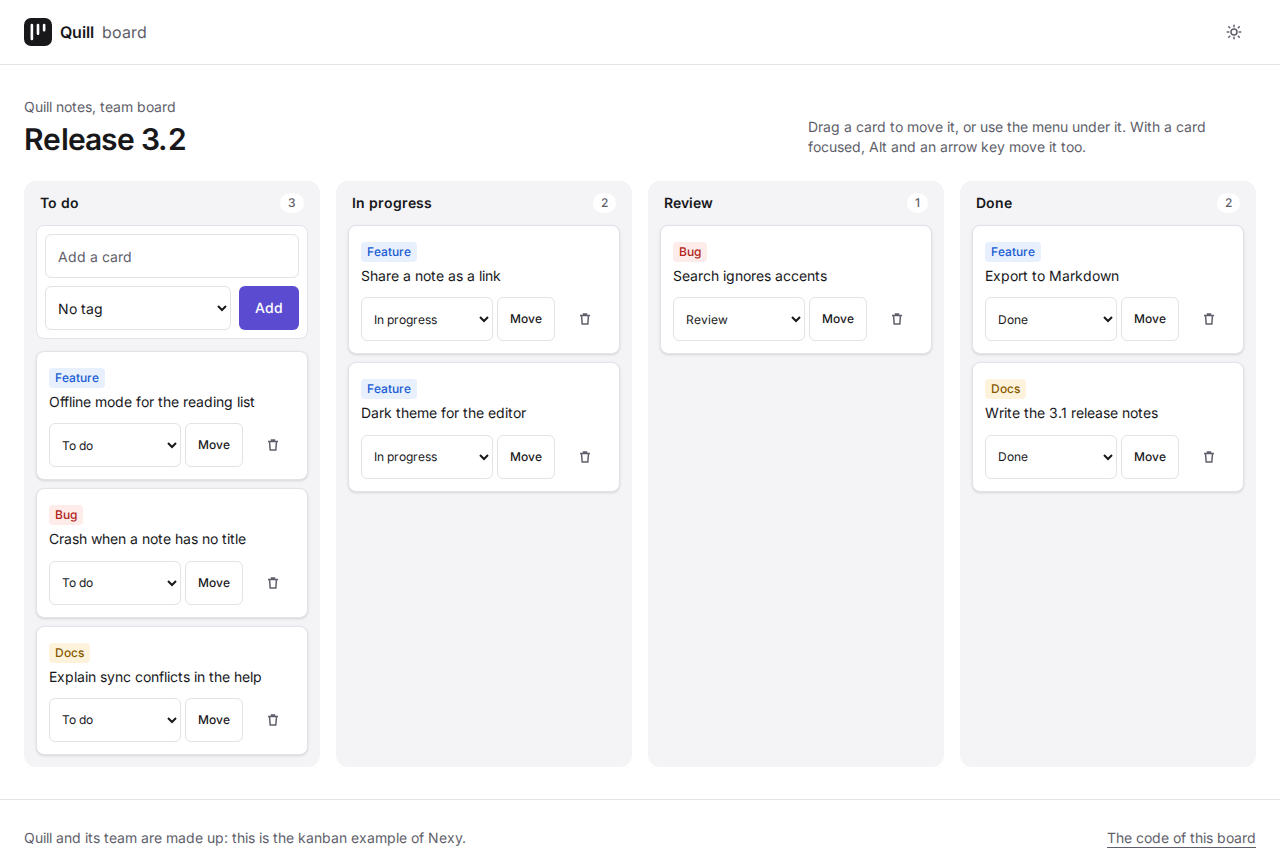 Quill board
Quill notes, team board
Release 3.2
Drag a card to move it, or use the menu under it. With a card
focused, Alt and an arrow key move it too.
To do 3
Add a card
No tag Add
Feature
Offline mode for the reading list
To do Move
Bug
Crash when a note has no title
To do Move
Docs
Explain sync conflicts in the help
To do Move
In progress 2
Feature
Share a note as a link
In progress Move
Feature
Dark theme for the editor
In progress Move
Review 1
Bug
Search ignores accents
Review Move
Done 2
Feature
Export to Markdown
Done Move
Docs
Write the 3.1 release notes
Done Move
Quill and its team are made up: this is the kanban example of Nexy.
The code of this board